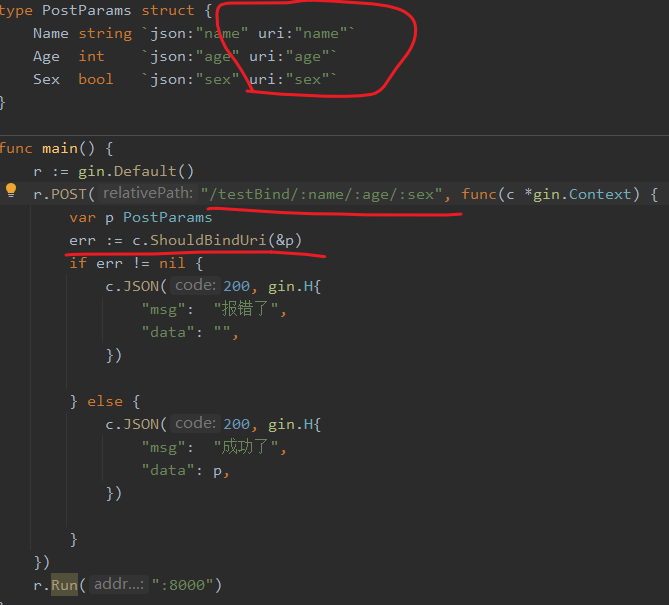 type PostParams struct {
    Name string `json:"name" uri:"name"`
    Age  int    `json:"age" uri:"age"`
    Sex  bool   `json:"sex" uri:"sex"`
}
func main() {
    r := gin.Default()
    r.POST( relativePath: "/testBind/:name/:age/:sex", func(c *gin.Context) {
        var p PostParams
        err := c.ShouldBindUri(&p)
        if err != nil {
            c.JSON( code: 200, gin.H{
                "msg":  "报错了",
                "data": "",
            })
        } else {
            c.JSON( code: 200, gin.H{
                "msg":  "成功了",
                "data": p,
            })
        }
    })
    r.Run( addr...: ":8000")